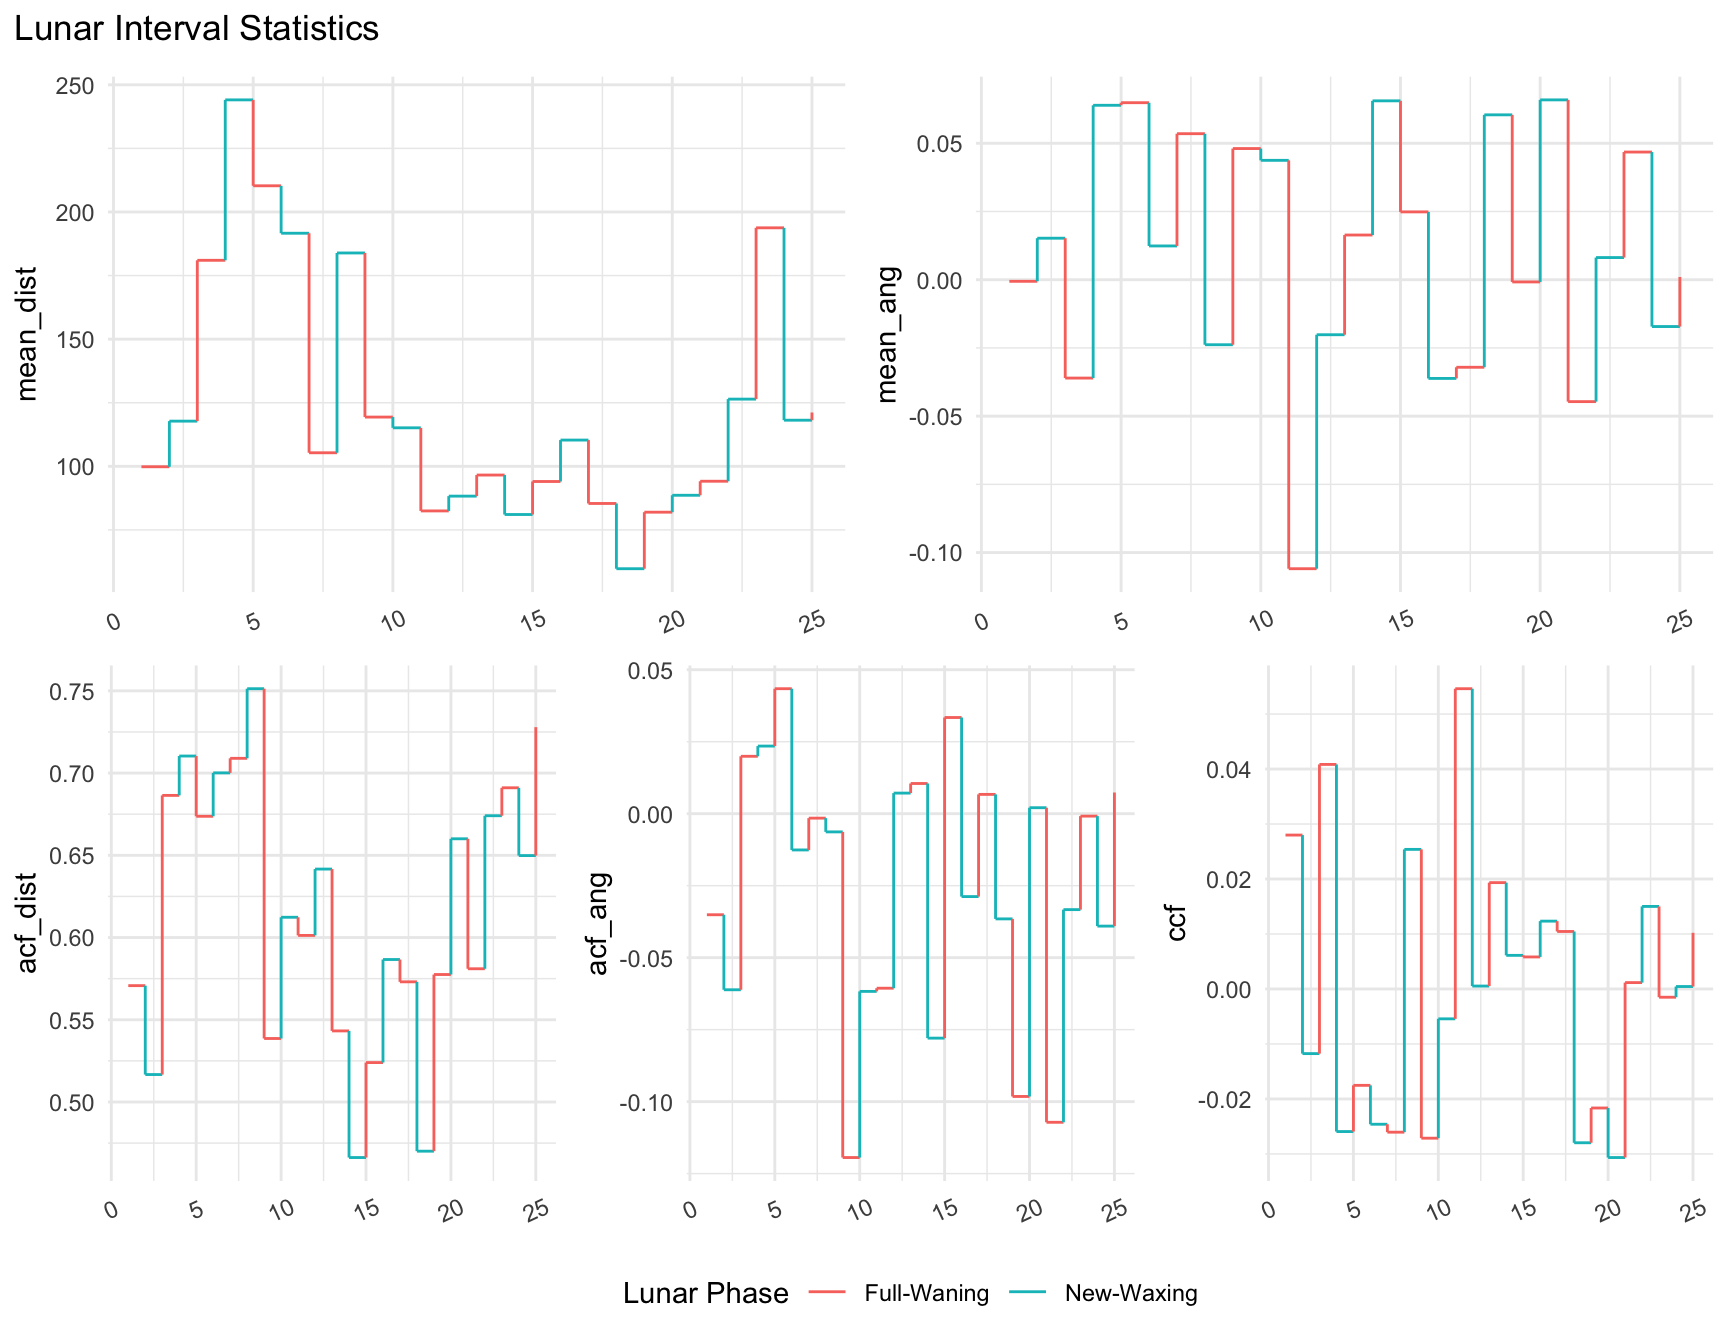 Lunar Interval Statistics
mean_dist
250
200
150
100
0 5 10 15 20 25
mean_ang
0.05
0.00
-0.05
-0.10
0 5 10 15 20 25
acf_dist
0.75
0.70
0.65
0.60
0.55
0.50
0 5 10 15 20 25
acf_ang
0.05
0.00
-0.05
-0.10
0 5 10 15 20 25
ccf
0.04
0.02
0.00
-0.02
0 5 10 15 20 25
Lunar Phase Full-Waning New-Waxing